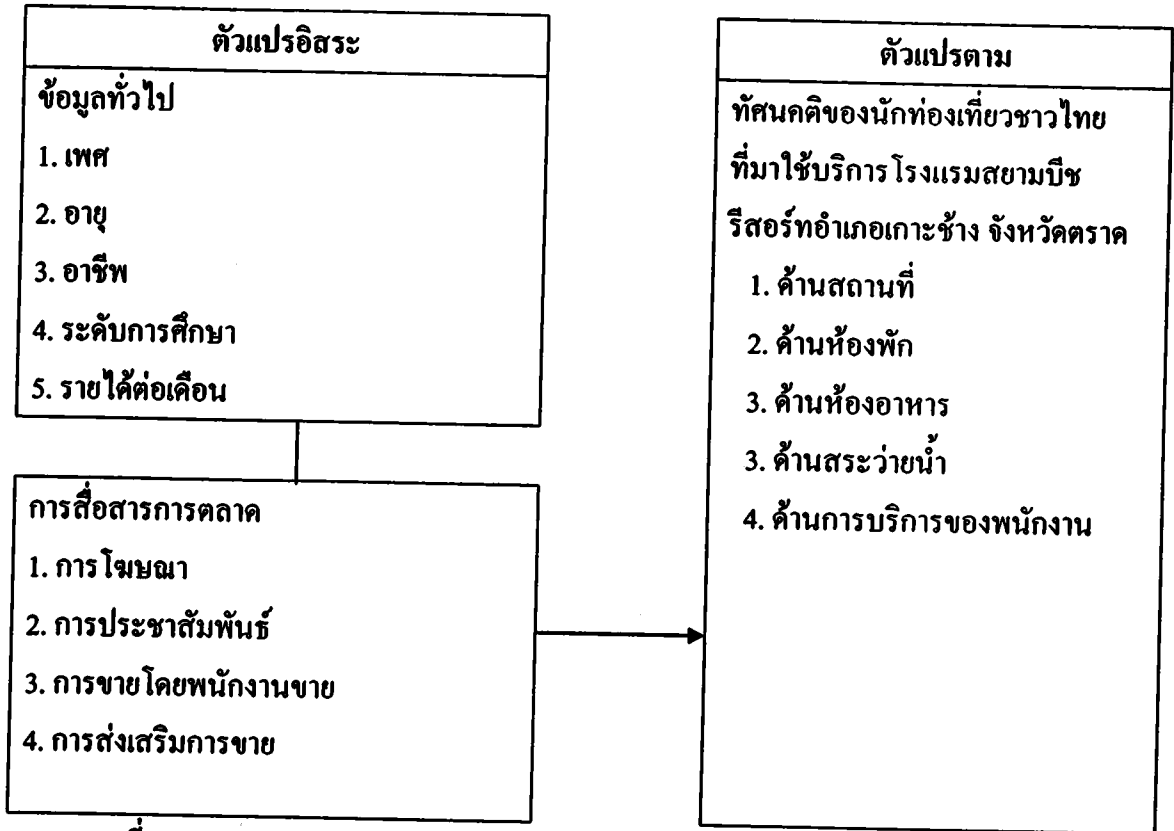 ตัวแปรอิสระ
ข้อมูลทั่วไป
1. เพศ
2. อายุ
3. อาชีพ
4. ระดับการศึกษา
5. รายได้ต่อเดือน
การสื่อสารการตลาด
1. การโฆษณา
2. การประชาสัมพันธ์
3. การขายโดยพนักงานขาย
4. การส่งเสริมการขาย
ตัวแปรตาม
ทัศนคติของนักท่องเที่ยวชาวไทย
ที่มาใช้บริการโรงแรมสยามบีช
รีสอร์ทอำเภอเกาะช้าง จังหวัดตราด
1. ด้านสถานที่
2. ด้านห้องพัก
3. ด้านห้องอาหาร
3. ด้านสระว่ายน้ำ
4. ด้านการบริการของพนักงาน